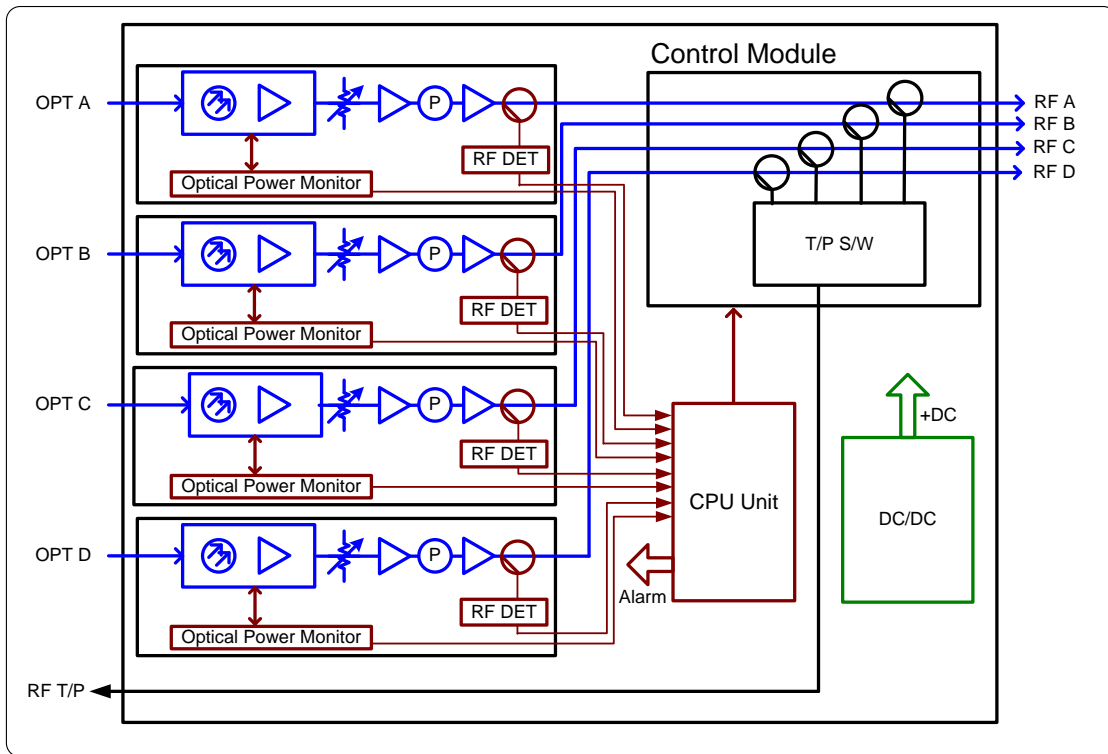 Control Module
OPT A
P
RF DET
Optical Power Monitor
RF A
RF B
RF C
RF D
T/P S/W
OPT B
P
RF DET
Optical Power Monitor
OPT C
P
RF DET
Optical Power Monitor
+DC
CPU Unit
DC/DC
OPT D
P
RF DET
Optical Power Monitor
Alarm
RF T/P